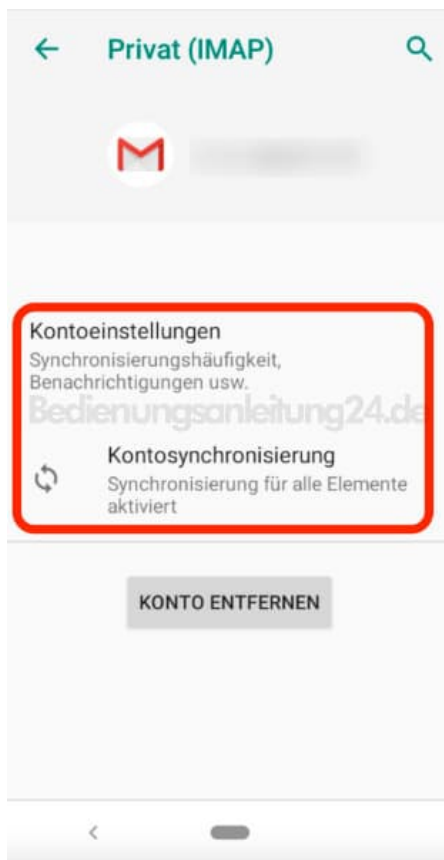 Privat (IMAP)
Kontoeinstellungen
Synchronisierungshäufigkeit,
Benachrichtigungen usw.
Bedienungsanleitung24.de
Kontosynchronisierung
Synchronisierung für alle Elemente
aktiviert
KONTO ENTFERNEN